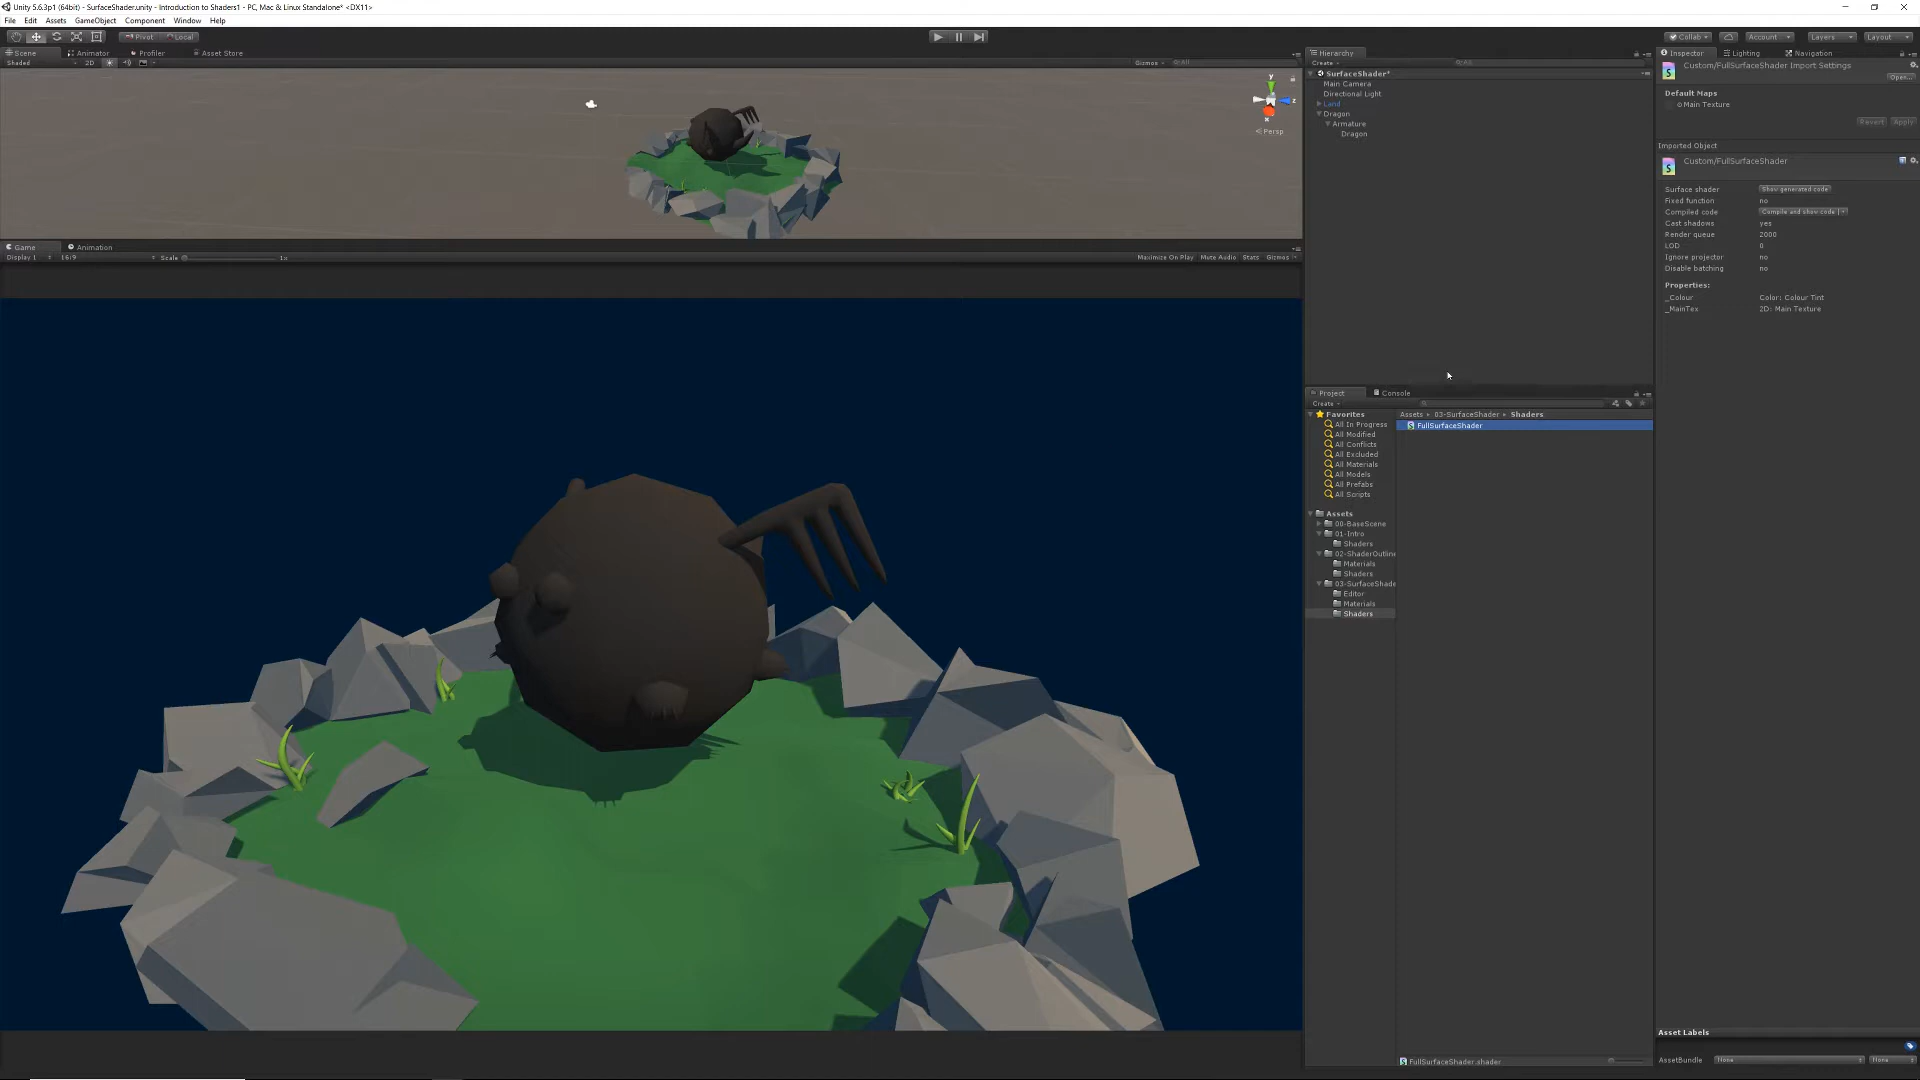 Unity 5.6.3p1 (64bit) - SurfaceShader.unity - Introduction to Shaders1 - PC, Mac & Linux Standalone* <DX11>
File Edit Assets GameObject Component Window Help
Pivot Local
Collab Account Layers Layout
Scene Animator Profiler Asset Store
Shaded 2D Gizmos All
y
z
x
Persp
Game Animation
Display 1 16:9 Scale 1x Maximize On Play Mute Audio Stats Gizmos
Hierarchy
Create All
SurfaceShader*
Main Camera
Directional Light
Land
Dragon
Armature
Dragon
Project Console
Create
Favorites
All In Progress
All Modified
All Conflicts
All Excluded
All Materials
All Models
All Prefabs
All Scripts
Assets
00-BaseScene
01-Intro
Shaders
02-ShaderOutline
Materials
Shaders
03-SurfaceShade
Editor
Materials
Shaders
Assets 03-SurfaceShader Shaders
FullSurfaceShader
FullSurfaceShader.shader
Inspector Lighting Navigation
Custom/FullSurfaceShader Import Settings
Open...
Default Maps
Main Texture
Revert Apply
Imported Object
Custom/FullSurfaceShader
Surface shader Show generated code
Fixed function no
Compiled code Compile and show code
Cast shadows yes
Render queue 2000
LOD 0
Ignore projector no
Disable batching no
Properties:
_Colour Color: Colour Tint
_MainTex 2D: Main Texture
Asset Labels
AssetBundle None None